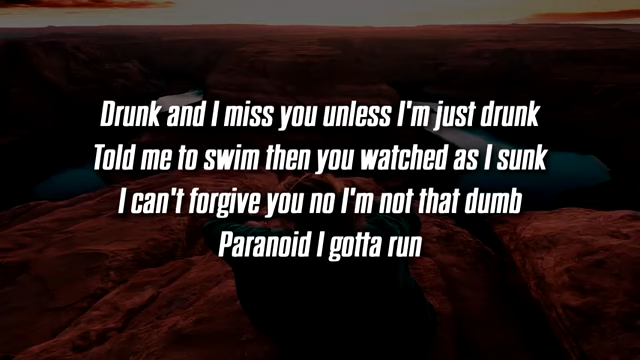 Drunk and I miss you unless I'm just drunk
Told me to swim then you watched as I sunk
I can't forgive you no I'm not that dumb
Paranoid I gotta run